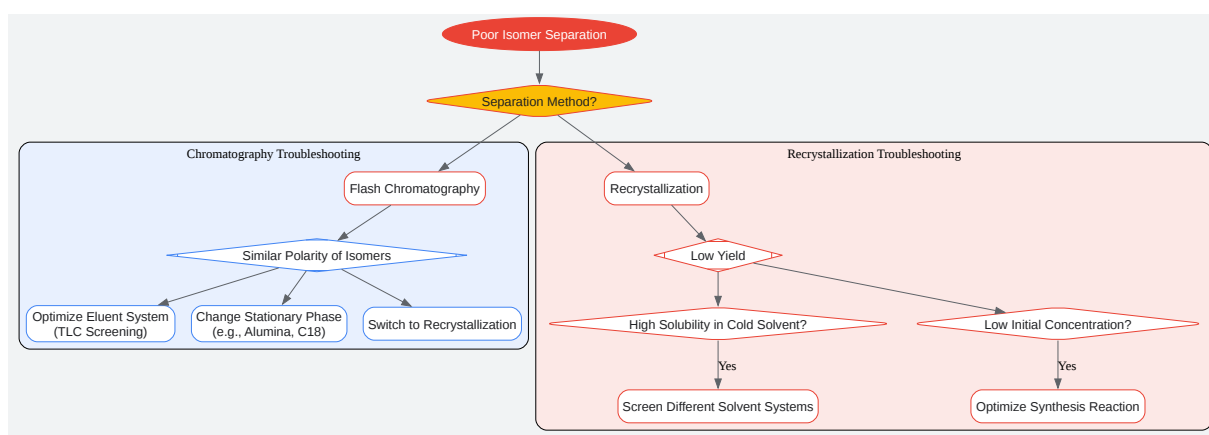 Poor Isomer Separation
Separation Method?
Chromatography Troubleshooting
Flash Chromatography
Similar Polarity of Isomers
Optimize Eluent System
(TLC Screening)
Change Stationary Phase
(e.g., Alumina, C18)
Switch to Recrystallization
Recrystallization Troubleshooting
Recrystallization
Low Yield
High Solubility in Cold Solvent?
Low Initial Concentration?
Yes
Yes
Screen Different Solvent Systems
Optimize Synthesis Reaction